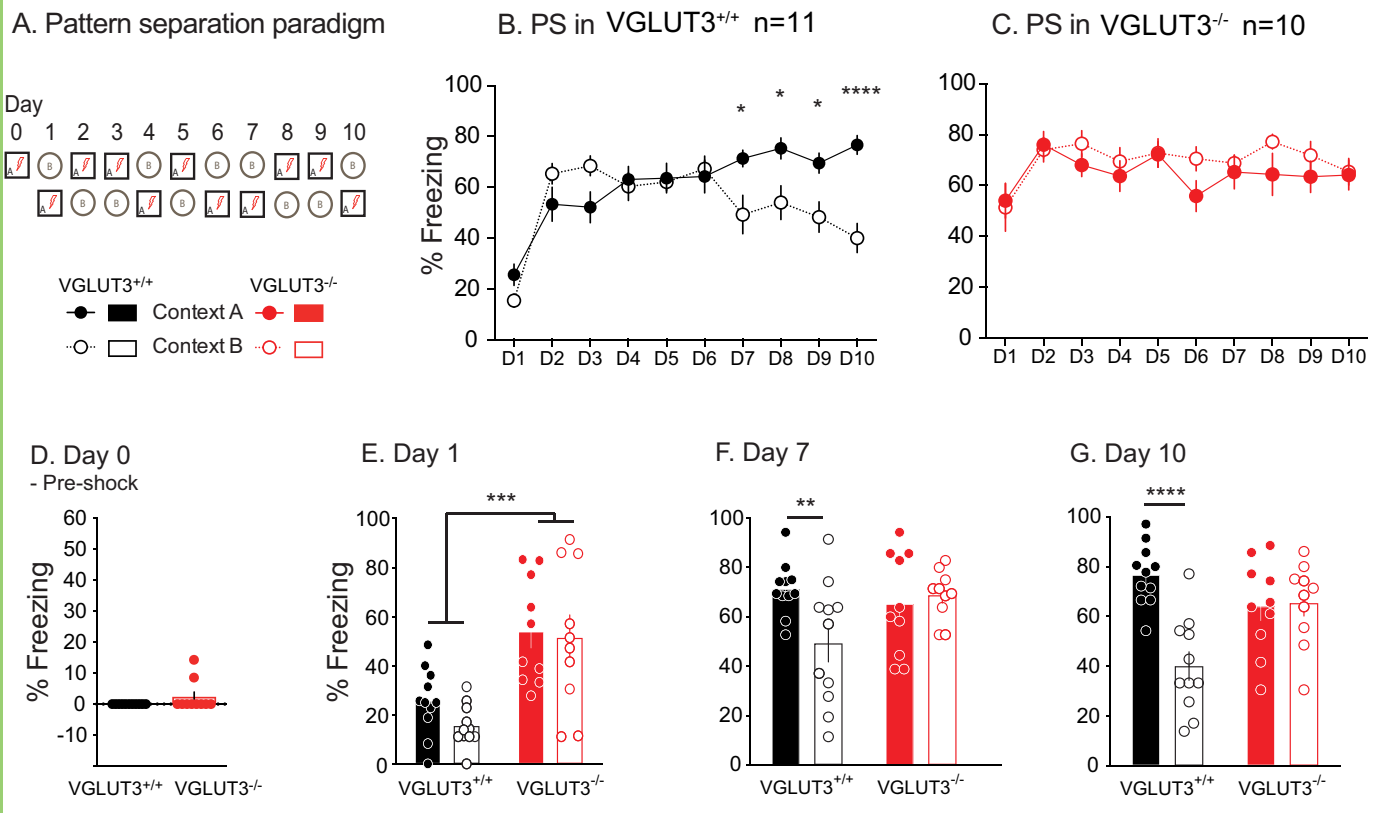 A. Pattern separation paradigm
Day
0 1 2 3 4 5 6 7 8 9 10
A B A A B A B B A A B
A B B A B A A B B A
VGLUT3+/+ VGLUT3-/-
Context A
Context B
B. PS in VGLUT3+/+ n=11
% Freezing
100
80
60
40
20
0
* * * ****
D1 D2 D3 D4 D5 D6 D7 D8 D9 D10
C. PS in VGLUT3-/- n=10
100
80
60
40
20
0
D1 D2 D3 D4 D5 D6 D7 D8 D9 D10
D. Day 0
- Pre-shock
% Freezing
60
50
40
30
20
10
0
-10
VGLUT3+/+ VGLUT3-/-
E. Day 1
% Freezing
***
100
80
60
40
20
0
VGLUT3+/+ VGLUT3-/-
F. Day 7
**
100
80
60
40
20
0
VGLUT3+/+ VGLUT3-/-
G. Day 10
****
100
80
60
40
20
0
VGLUT3+/+ VGLUT3-/-